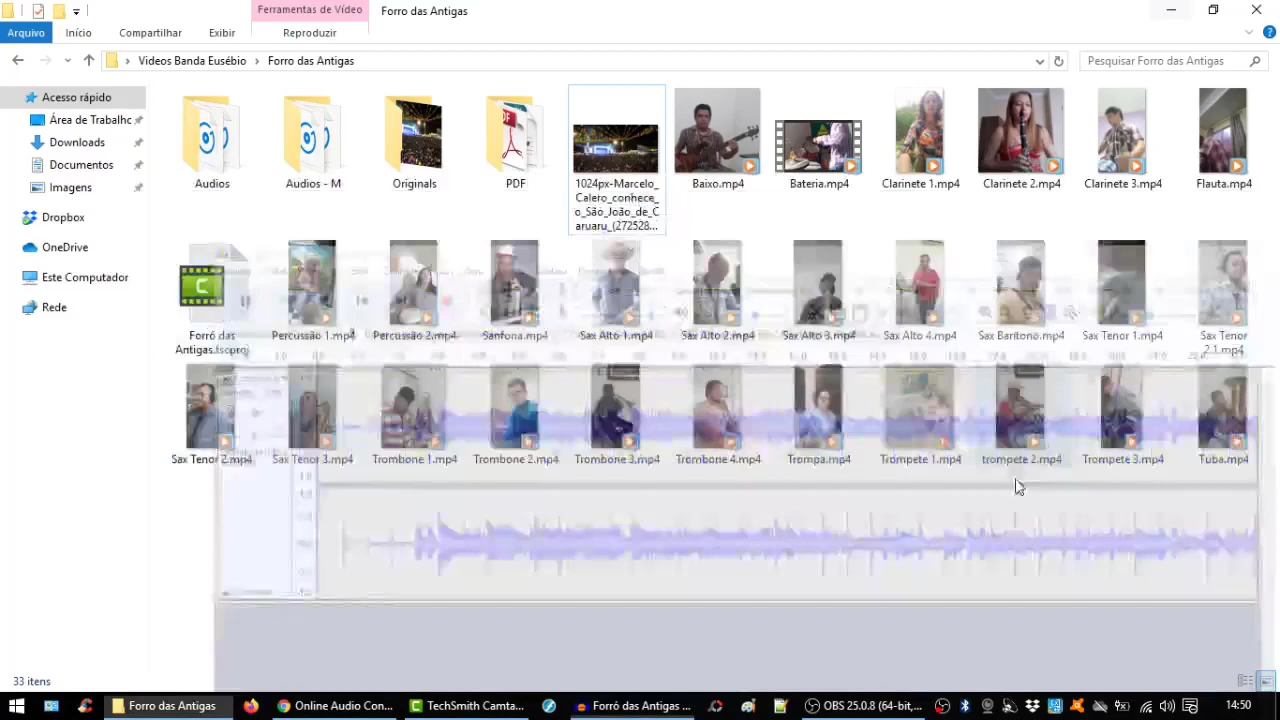 Ferramentas de Vídeo
Forro das Antigas
Arquivo
Início
Compartilhar
Exibir
Reproduzir
Videos Banda Eusébio
Forro das Antigas
Pesquisar Forro das Antigas
Acesso rápido
Área de Trabalho
Downloads
Documentos
Imagens
Dropbox
OneDrive
Este Computador
Rede
Audios
Audios - M
Originals
PDF
1024px-Marcelo_
Calero_conhece_
o_São_João_de_C
aruaru_(272528...
Baixo.mp4
Bateria.mp4
Clarinete 1.mp4
Clarinete 2.mp4
Clarinete 3.mp4
Flauta.mp4
Forró das
Antigas.tscproj
Percussão 1.mp4
Percussão 2.mp4
Sanfona.mp4
Sax Alto 1.mp4
Sax Alto 2.mp4
Sax Alto 3.mp4
Sax Alto 4.mp4
Sax Barítono.mp4
Sax Tenor 1.mp4
Sax Tenor
2.1.mp4
Sax Tenor 2.mp4
Sax Tenor 3.mp4
Trombone 1.mp4
Trombone 2.mp4
Trombone 3.mp4
Trombone 4.mp4
Trompa.mp4
Trompete 1.mp4
trompete 2.mp4
Trompete 3.mp4
Tuba.mp4
33 itens
Forro das Antigas
Online Audio Con...
TechSmith Camta...
Forró das Antigas ...
OBS 25.0.8 (64-bit,...
14:50